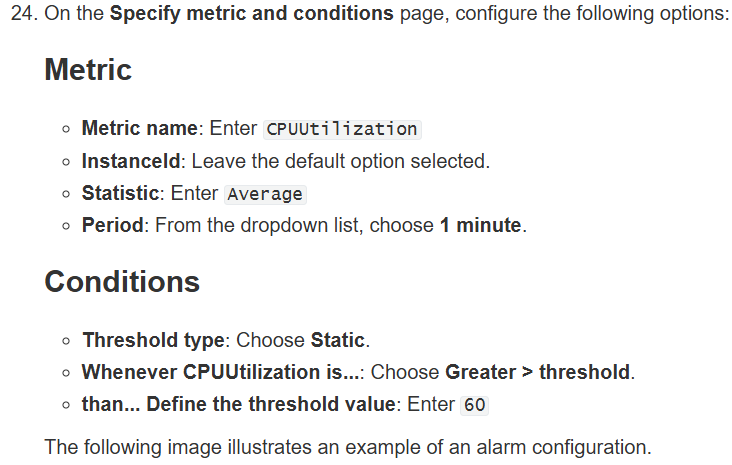 24. On the Specify metric and conditions page, configure the following options:
Metric
Metric name: Enter CPUUtilization
InstanceId: Leave the default option selected.
Statistic: Enter Average
Period: From the dropdown list, choose 1 minute.
Conditions
Threshold type: Choose Static.
Whenever CPUUtilization is...: Choose Greater > threshold.
than... Define the threshold value: Enter 60
The following image illustrates an example of an alarm configuration.